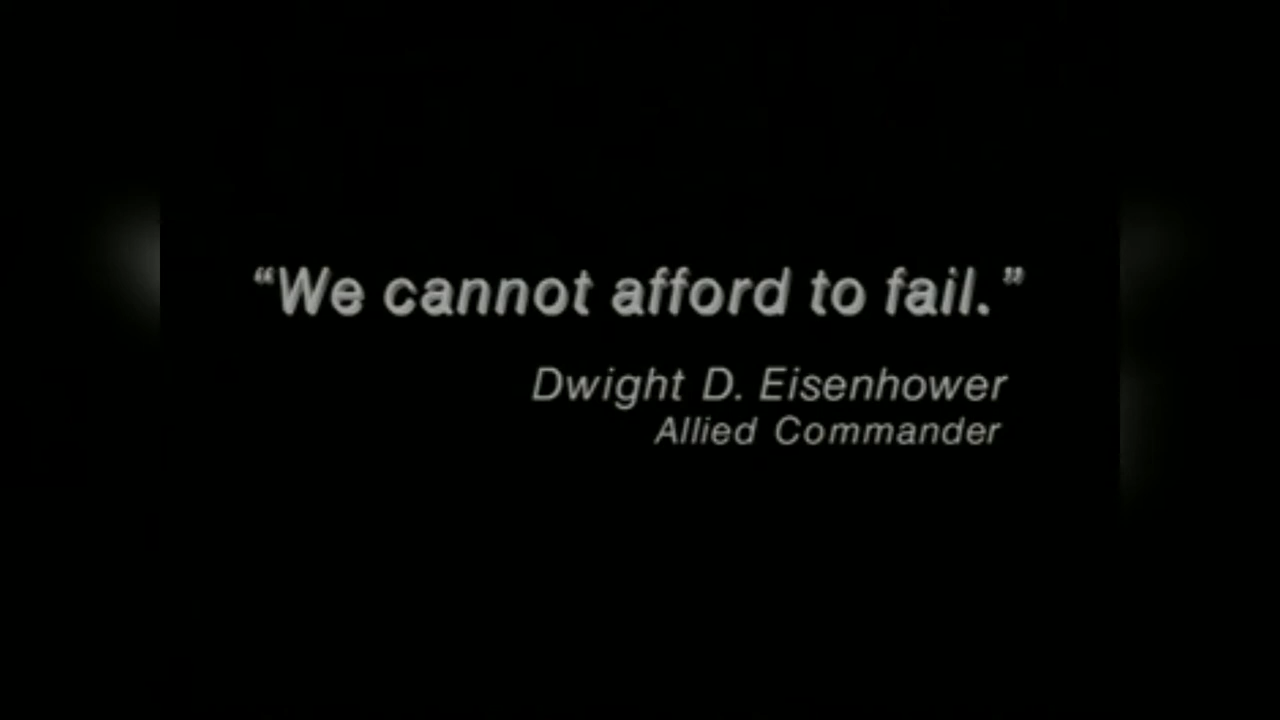 “We cannot afford to fail.”
Dwight D. Eisenhower
Allied Commander